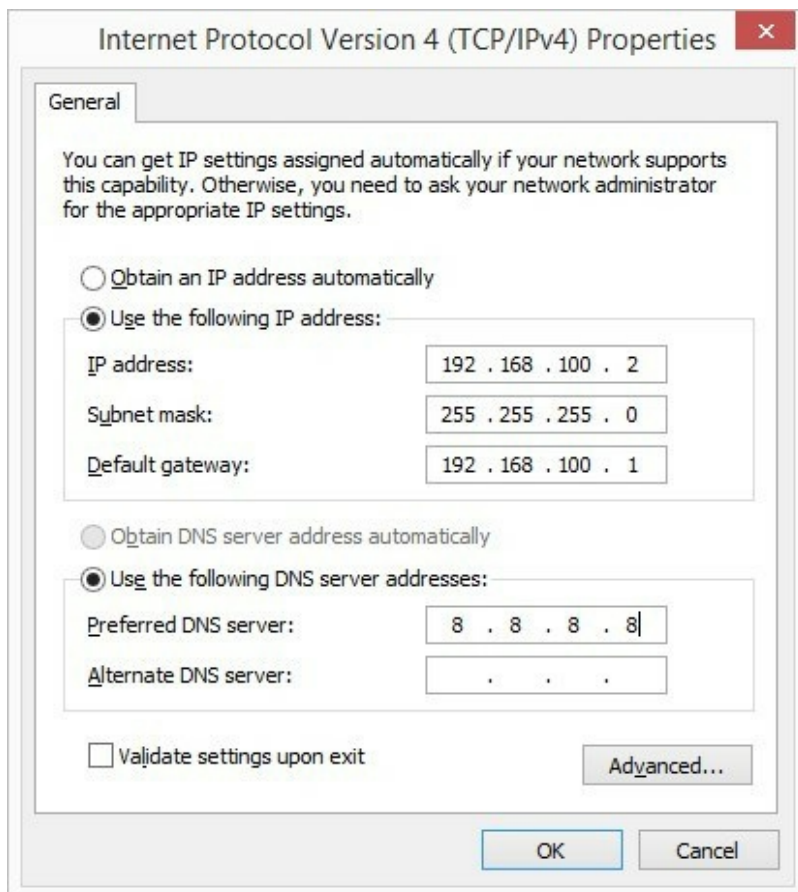 Internet Protocol Version 4 (TCP/IPv4) Properties
General
You can get IP settings assigned automatically if your network supports
this capability. Otherwise, you need to ask your network administrator
for the appropriate IP settings.
Obtain an IP address automatically
Use the following IP address:
IP address: 192 . 168 . 100 . 2
Subnet mask: 255 . 255 . 255 . 0
Default gateway: 192 . 168 . 100 . 1
Obtain DNS server address automatically
Use the following DNS server addresses:
Preferred DNS server: 8 . 8 . 8 . 8
Alternate DNS server: . . .
Validate settings upon exit
Advanced...
OK Cancel